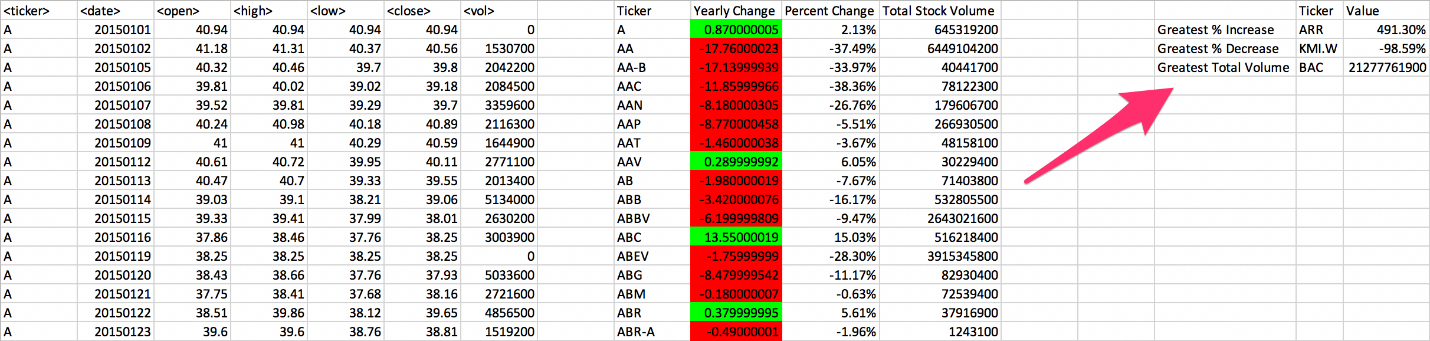 <ticker> <date> <open> <high> <low> <close> <vol> Ticker Yearly Change Percent Change Total Stock Volume Ticker Value
A 20150101 40.94 40.94 40.94 40.94 0 A 0.870000005 2.13% 645319200 Greatest % Increase ARR 491.30%
A 20150102 41.18 41.31 40.37 40.56 1530700 AA -17.76000023 -37.49% 6449104200 Greatest % Decrease KMI.W -98.59%
A 20150105 40.32 40.46 39.7 39.8 2042200 AA-B -17.13999939 -33.97% 40441700 Greatest Total Volume BAC 21277761900
A 20150106 39.81 40.02 39.02 39.18 2084500 AAC -11.85999966 -38.36% 78122300
A 20150107 39.52 39.81 39.29 39.7 3359600 AAN -8.180000305 -26.76% 179606700
A 20150108 40.24 40.98 40.18 40.89 2116300 AAP -8.770000458 -5.51% 266930500
A 20150109 41 41 40.29 40.59 1644900 AAT -1.460000038 -3.67% 48158100
A 20150112 40.61 40.72 39.95 40.11 2771100 AAV 0.289999992 6.05% 30229400
A 20150113 40.47 40.7 39.33 39.55 2013400 AB -1.980000019 -7.67% 71403800
A 20150114 39.03 39.1 38.21 39.06 5134000 ABB -3.420000076 -16.17% 532805500
A 20150115 39.33 39.41 37.99 38.01 2630200 ABBV -6.199999809 -9.47% 2643021600
A 20150116 37.86 38.46 37.76 38.25 3003900 ABC 13.55000019 15.03% 516218400
A 20150119 38.25 38.25 38.25 38.25 0 ABEV -1.75999999 -28.30% 3915345800
A 20150120 38.43 38.66 37.76 37.93 5033600 ABG -8.479999542 -11.17% 82930400
A 20150121 37.75 38.41 37.68 38.16 2721600 ABM -0.180000007 -0.63% 72539400
A 20150122 38.51 39.86 38.12 39.65 4856500 ABR 0.379999995 5.61% 37916900
A 20150123 39.6 39.6 38.76 38.81 1519200 ABR-A -0.49000001 -1.96% 1243100